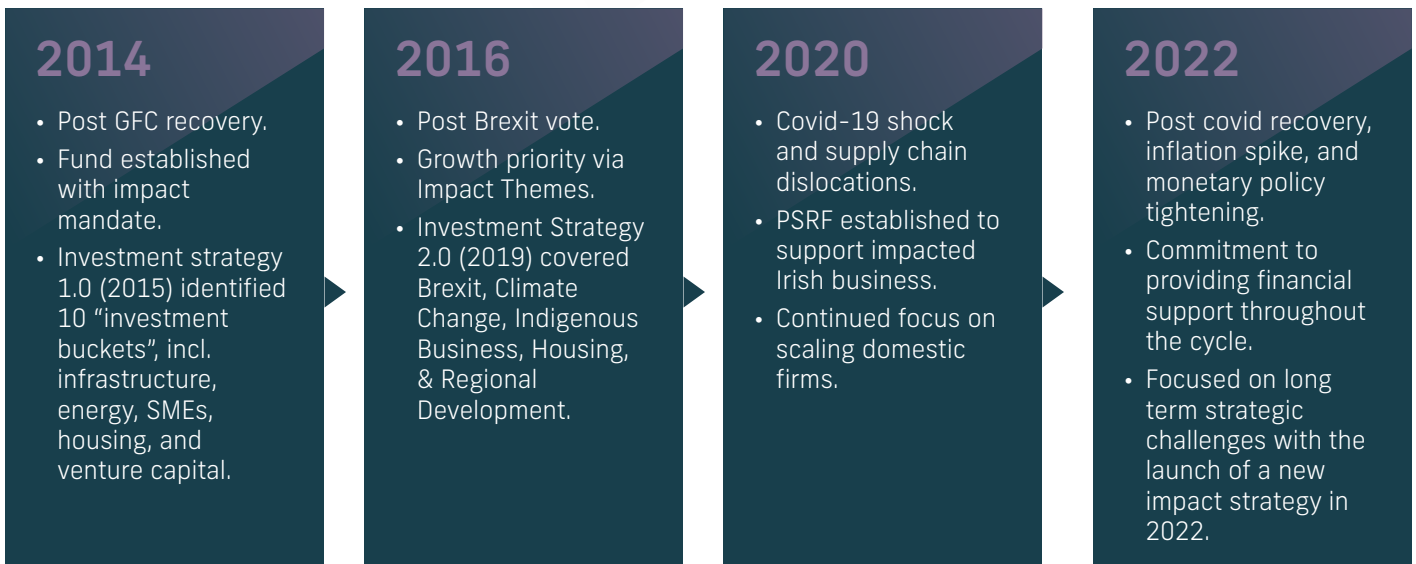 2014
• Post GFC recovery.
• Fund established
with impact
mandate.
• Investment strategy
1.0 (2015) identified
10 “investment
buckets”, incl.
infrastructure,
energy, SMEs,
housing, and
venture capital.
2016
• Post Brexit vote.
• Growth priority via
Impact Themes.
• Investment Strategy
2.0 (2019) covered
Brexit, Climate
Change, Indigenous
Business, Housing,
& Regional
Development.
2020
• Covid-19 shock
and supply chain
dislocations.
• PSRF established to
support impacted
Irish business.
• Continued focus on
scaling domestic
firms.
2022
• Post covid recovery,
inflation spike, and
monetary policy
tightening.
• Commitment to
providing financial
support throughout
the cycle.
• Focused on long
term strategic
challenges with the
launch of a new
impact strategy in
2022.